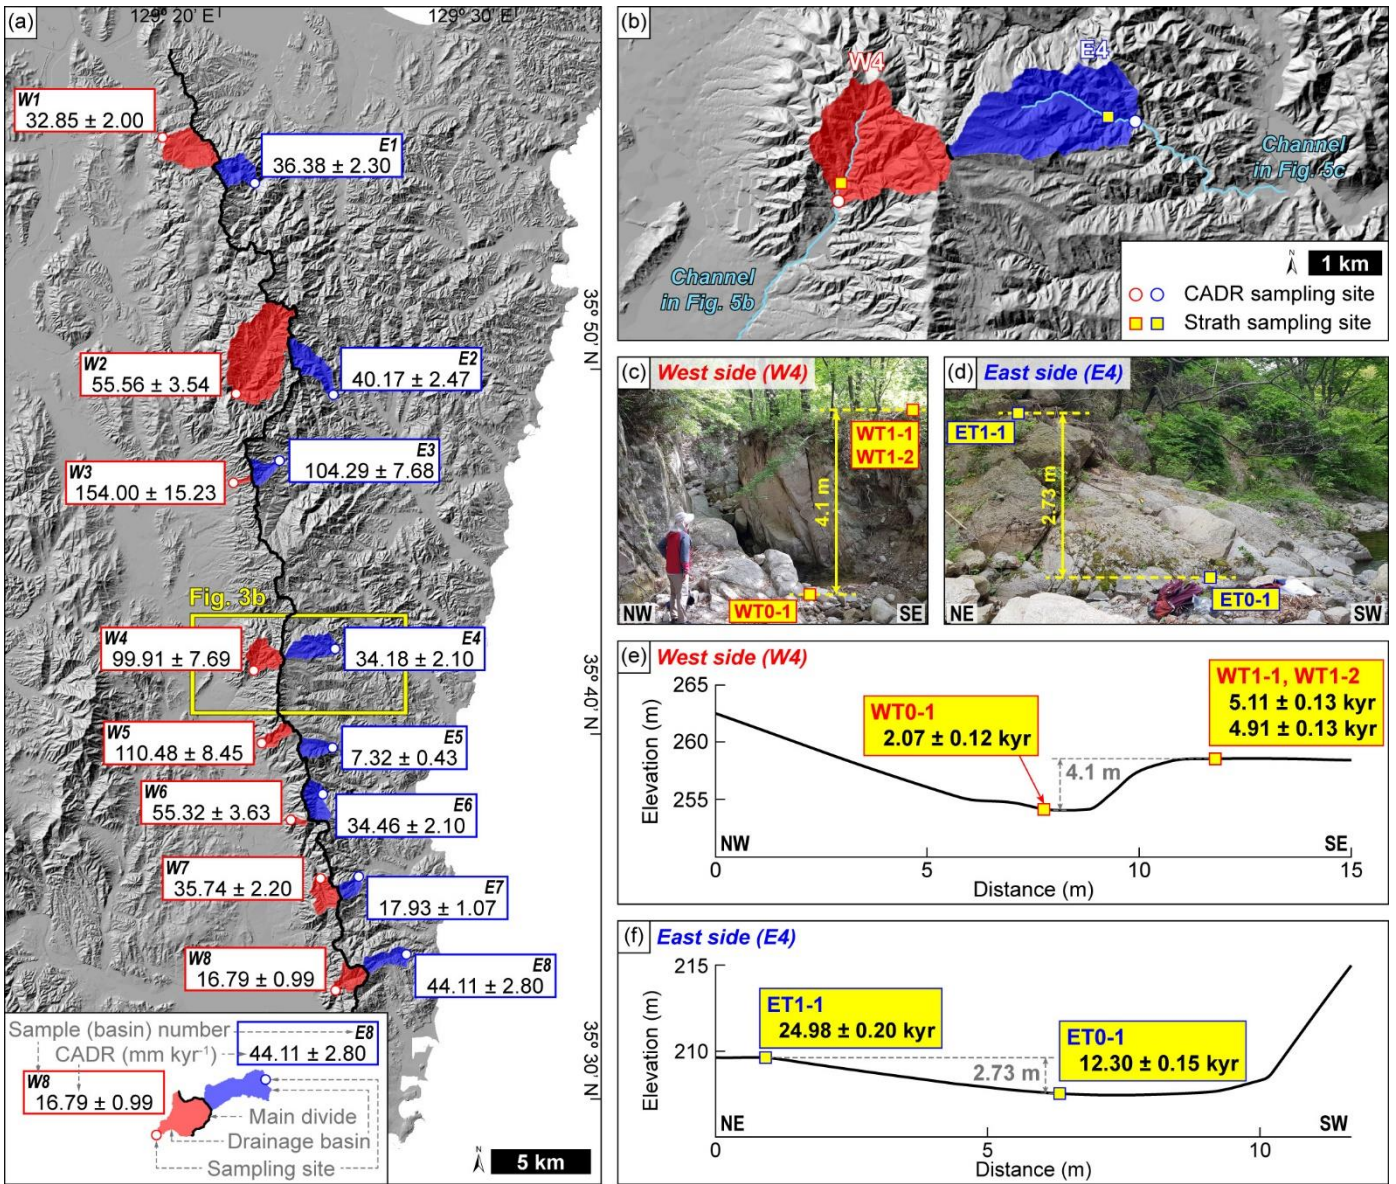 (a)
129° 20' E
129° 30' E
W1
32.85 ± 2.00
E1
36.38 ± 2.30
35° 50' N
W2
55.56 ± 3.54
E2
40.17 ± 2.47
E3
104.29 ± 7.68
W3
154.00 ± 15.23
Fig. 3b
W4
99.91 ± 7.69
E4
34.18 ± 2.10
35° 40' N
W5
110.48 ± 8.45
E5
7.32 ± 0.43
W6
55.32 ± 3.63
E6
34.46 ± 2.10
W7
35.74 ± 2.20
E7
17.93 ± 1.07
W8
16.79 ± 0.99
E8
44.11 ± 2.80
35° 30' N
Sample (basin) number
E8
CADR (mm kyr⁻¹)
44.11 ± 2.80
W8
16.79 ± 0.99
Main divide
Drainage basin
Sampling site
N
5 km
(b)
W4
E4
Channel
in Fig. 5c
Channel
in Fig. 5b
N
1 km
CADR sampling site
Strath sampling site
(c) West side (W4)
WT1-1
WT1-2
4.1 m
WT0-1
NW
SE
(d) East side (E4)
ET1-1
2.73 m
ET0-1
NE
SW
(e) West side (W4)
265
260
255
Elevation (m)
WT0-1
2.07 ± 0.12 kyr
WT1-1, WT1-2
5.11 ± 0.13 kyr
4.91 ± 0.13 kyr
4.1 m
NW
SE
0
5
10
15
Distance (m)
(f) East side (E4)
215
210
Elevation (m)
ET1-1
24.98 ± 0.20 kyr
ET0-1
12.30 ± 0.15 kyr
2.73 m
NE
SW
0
5
10
Distance (m)